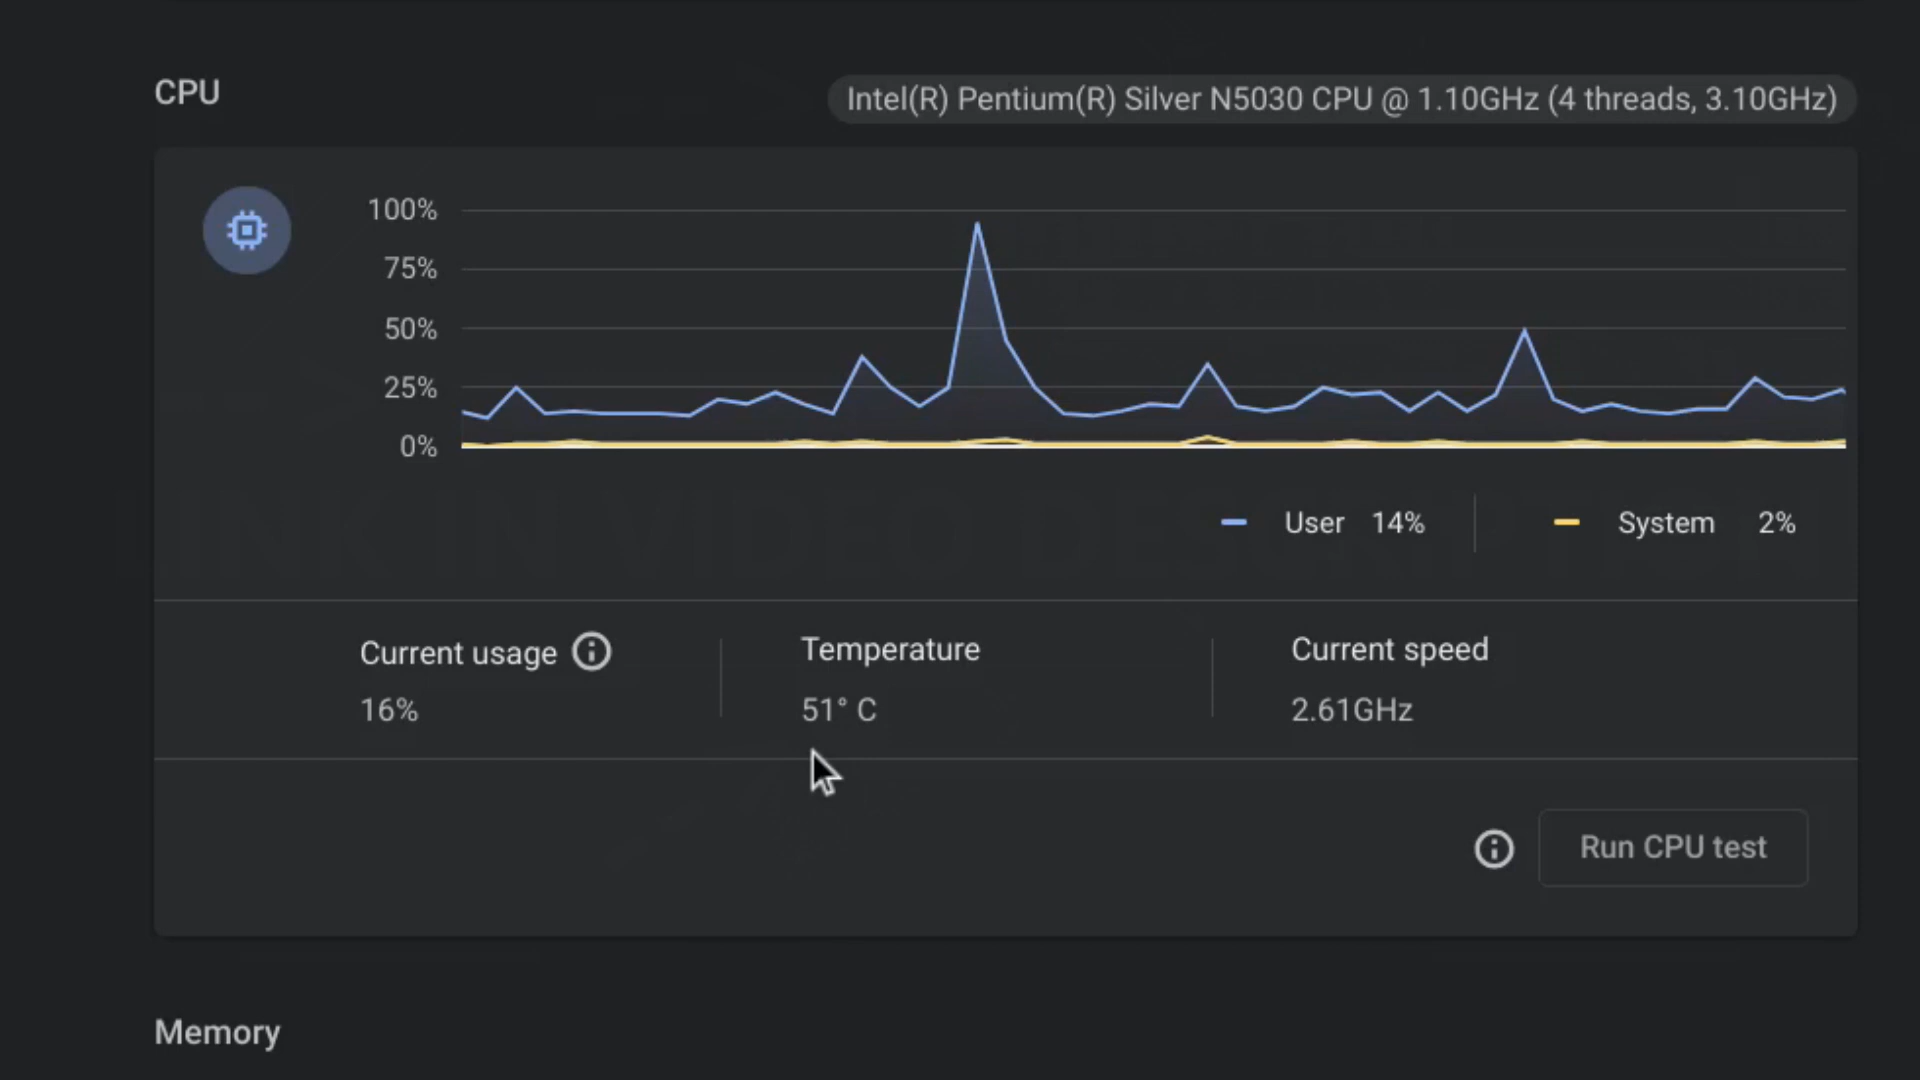 CPU
Intel(R) Pentium(R) Silver N5030 CPU @ 1.10GHz (4 threads, 3.10GHz)
100%
75%
50%
25%
0%
User 14%
System 2%
Current usage
16%
Temperature
51° C
Current speed
2.61GHz
Run CPU test
Memory